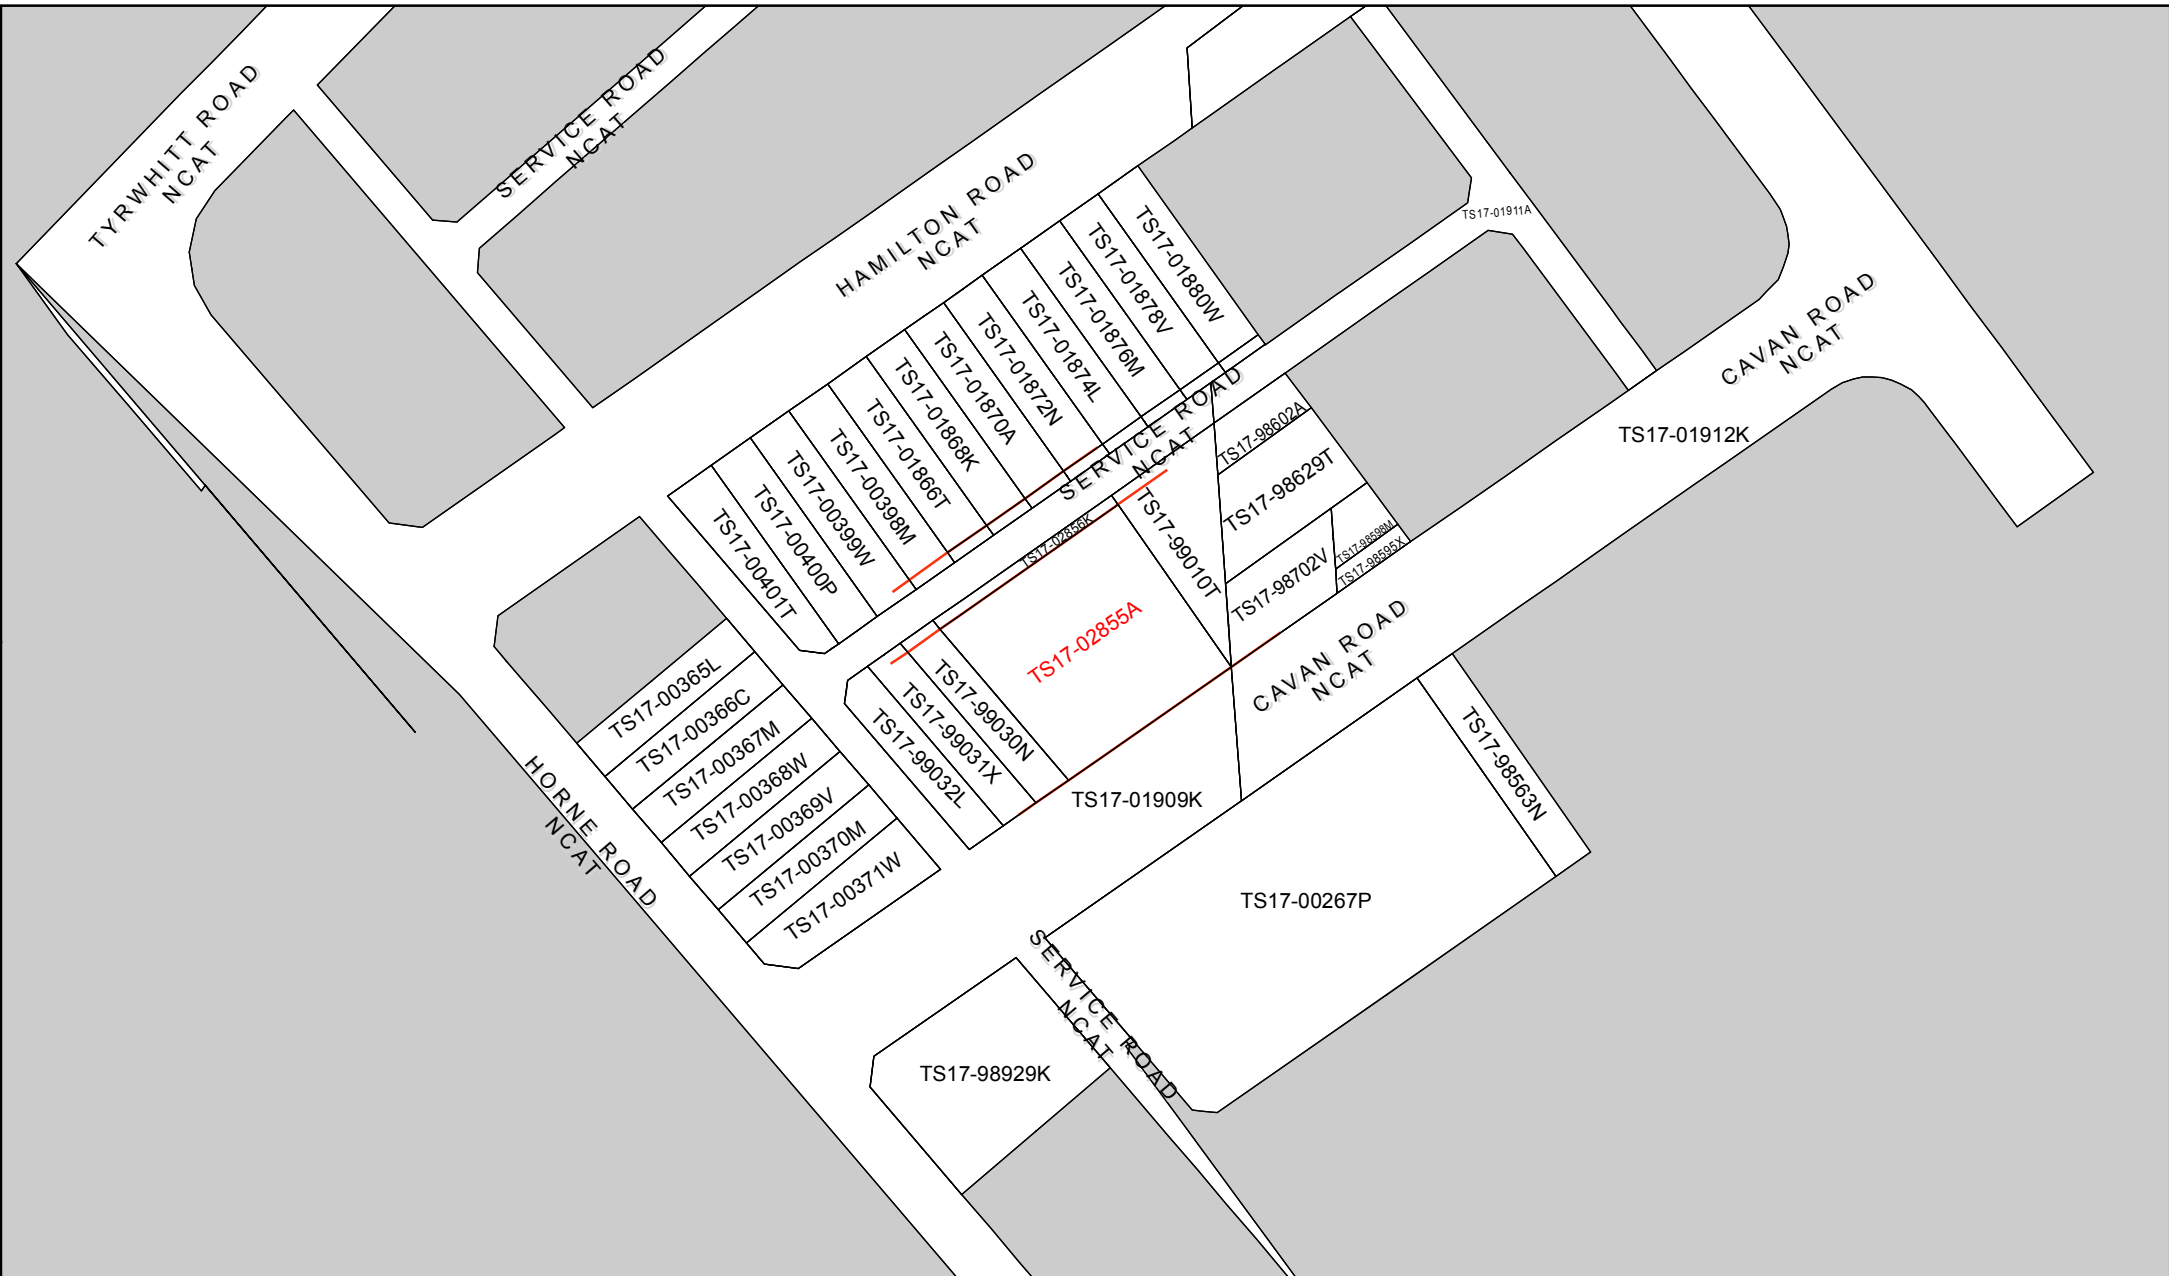 TYRWHITT ROAD
NCAT
SERVICE ROAD
NCAT
HAMILTON ROAD
NCAT
TS17-01880W
TS17-01878V
TS17-01876M
TS17-01874L
TS17-01872N
TS17-01870A
TS17-01868K
TS17-01866T
TS17-00398M
TS17-00399W
TS17-00400P
TS17-00401T
TS17-01911A
CAVAN ROAD
NCAT
TS17-01912K
SERVICE ROAD
NCAT
TS17-98602A
TS17-98629T
TS17-98598M
TS17-98595X
TS17-98702V
TS17-99010T
TS17-02856K
TS17-02855A
TS17-99030N
TS17-99031X
TS17-99032L
TS17-00365L
TS17-00366C
TS17-00367M
TS17-00368W
TS17-00369V
TS17-00370M
TS17-00371W
HORNE ROAD
NCAT
CAVAN ROAD
NCAT
TS17-01909K
TS17-98563N
TS17-00267P
SERVICE ROAD
NCAT
TS17-98929K